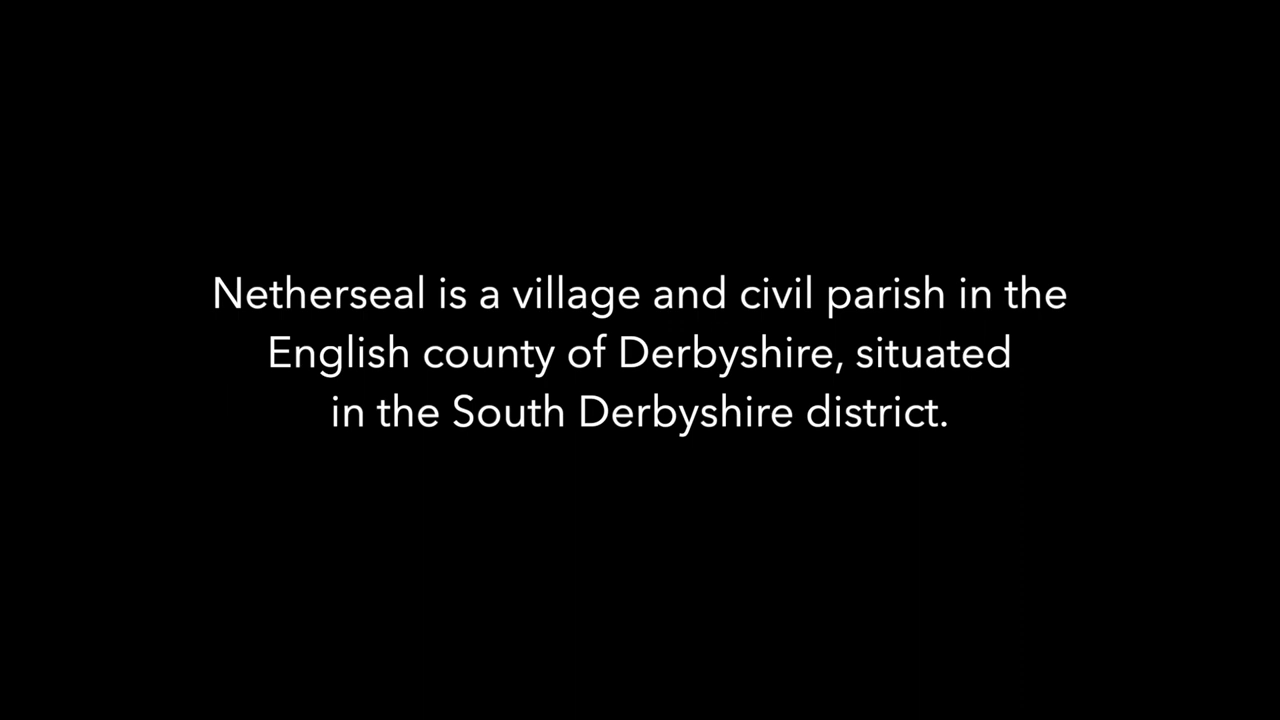 Netherseal is a village and civil parish in the
English county of Derbyshire, situated
in the South Derbyshire district.